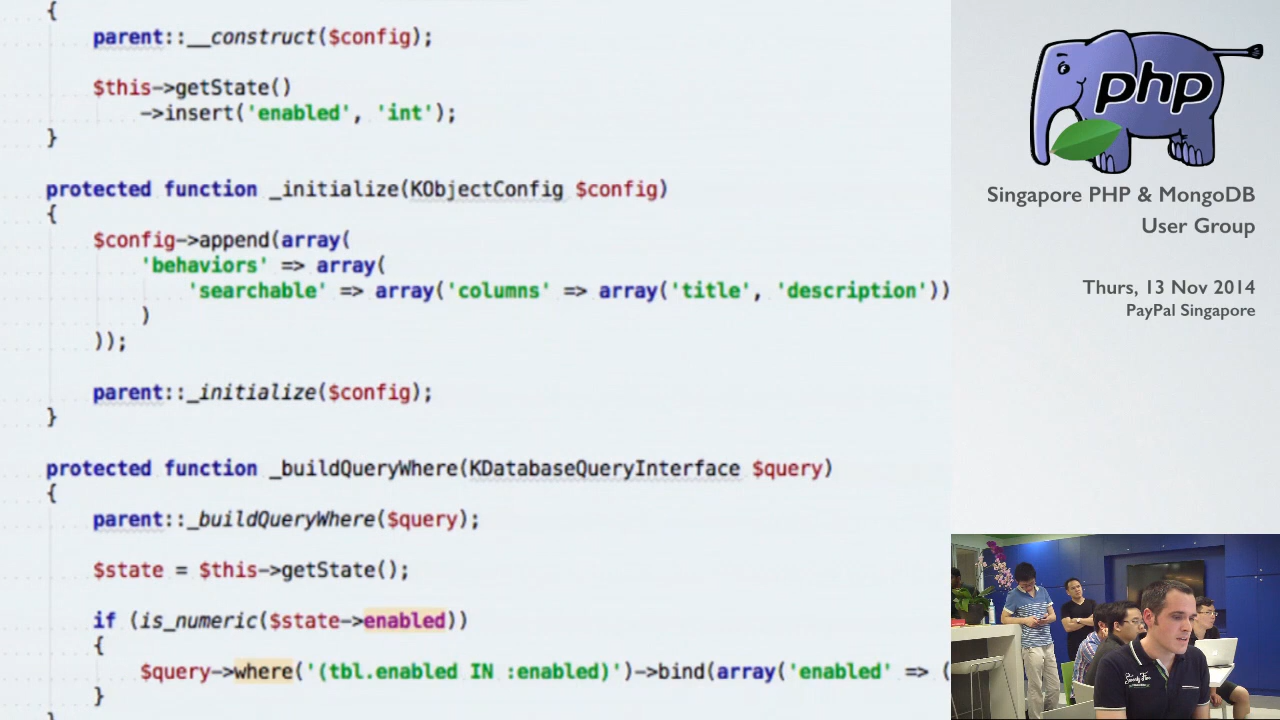 {
parent::__construct($config);
$this->getState()
->insert('enabled', 'int');
}
protected function _initialize(KObjectConfig $config)
{
$config->append(array(
'behaviors' => array(
'searchable' => array('columns' => array('title', 'description'))
)
));
parent::_initialize($config);
}
protected function _buildQueryWhere(KDatabaseQueryInterface $query)
{
parent::_buildQueryWhere($query);
$state = $this->getState();
if (is_numeric($state->enabled))
{
$query->where('(tbl.enabled IN :enabled)')->bind(array('enabled' => (
}
php
Singapore PHP & MongoDB
User Group
Thurs, 13 Nov 2014
PayPal Singapore